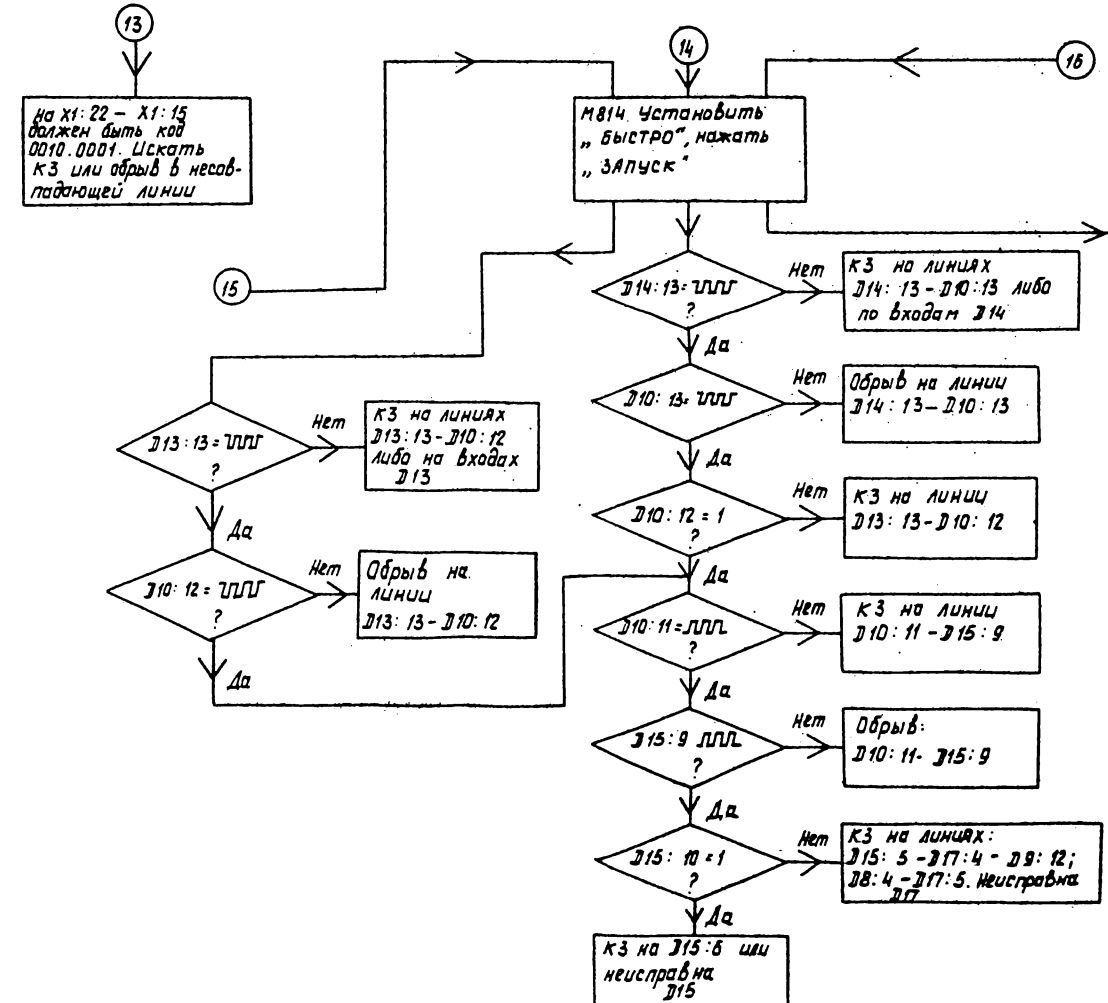 13
На X1:22 – X1:15
должен быть код
0010.0001. Искать
КЗ или обрыв в несов-
падающей линии
14
16
М814. Установить
„БЫСТРО“, нажать
„ЗАПУСК“
15
D14:13=
?
Нет
КЗ на линиях
D14:13–D10:13 либо
по входам D14
Да
D10:13=
Нет
Обрыв на линии
D14:13–D10:13
Да
D10:12=1
?
Нет
КЗ на линии
D13:13–D10:12
Да
D13:13=
?
Нет
КЗ на линиях
D13:13–D10:12
либо на входах
D13
Да
D10:12=
?
Нет
Обрыв на
линии
D13:13–D10:12
Да
D10:11=
?
Нет
КЗ на линии
D10:11–D15:9
Да
D15:9
?
Нет
Обрыв:
D10:11- D15:9
Да
D15:10=1
?
Нет
КЗ на линиях:
D15:5–D17:4–D9:12;
D8:4–D17:5. Неисправна
D17
Да
КЗ на D15:6 или
неисправна
D15